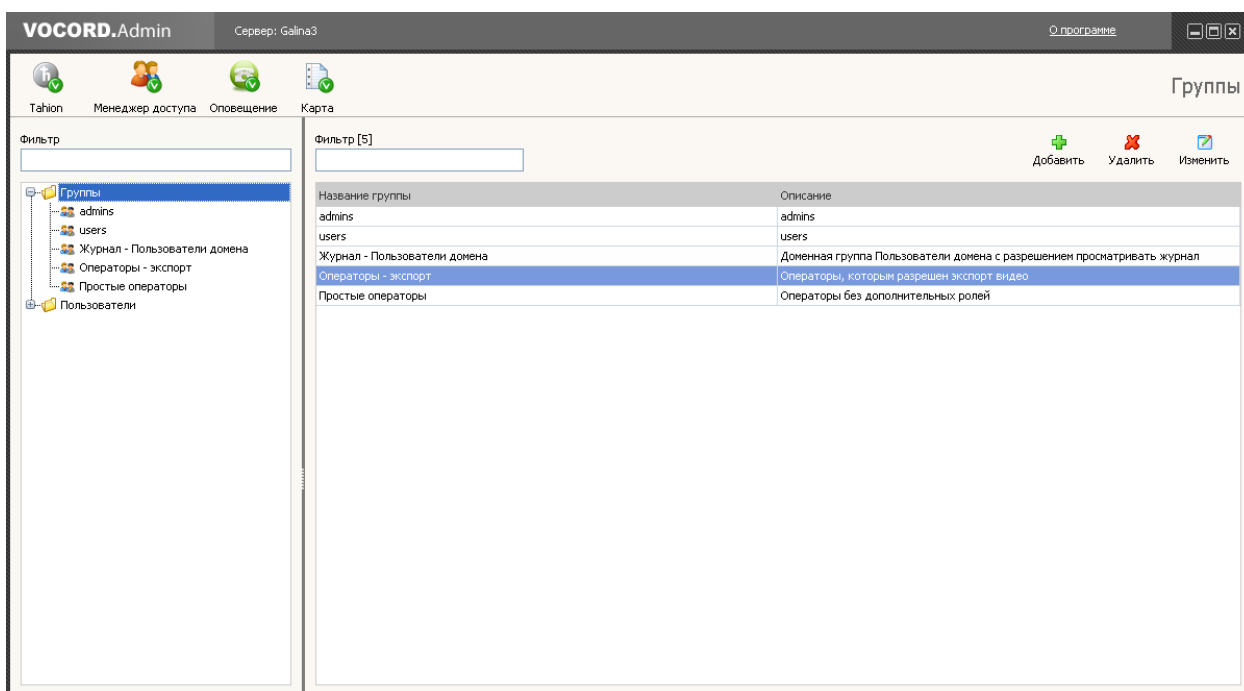 VOCORD.Admin Сервер: Galina3 О программе
Tahion Менеджер доступа Оповещение Карта Группы
Фильтр
Фильтр [5]
Добавить Удалить Изменить
Группы
admins
users
Журнал - Пользователи домена
Операторы - экспорт
Простые операторы
Пользователи
Название группы Описание
admins admins
users users
Журнал - Пользователи домена Доменная группа Пользователи домена с разрешением просматривать журнал
Операторы - экспорт Операторы, которым разрешен экспорт видео
Простые операторы Операторы без дополнительных ролей